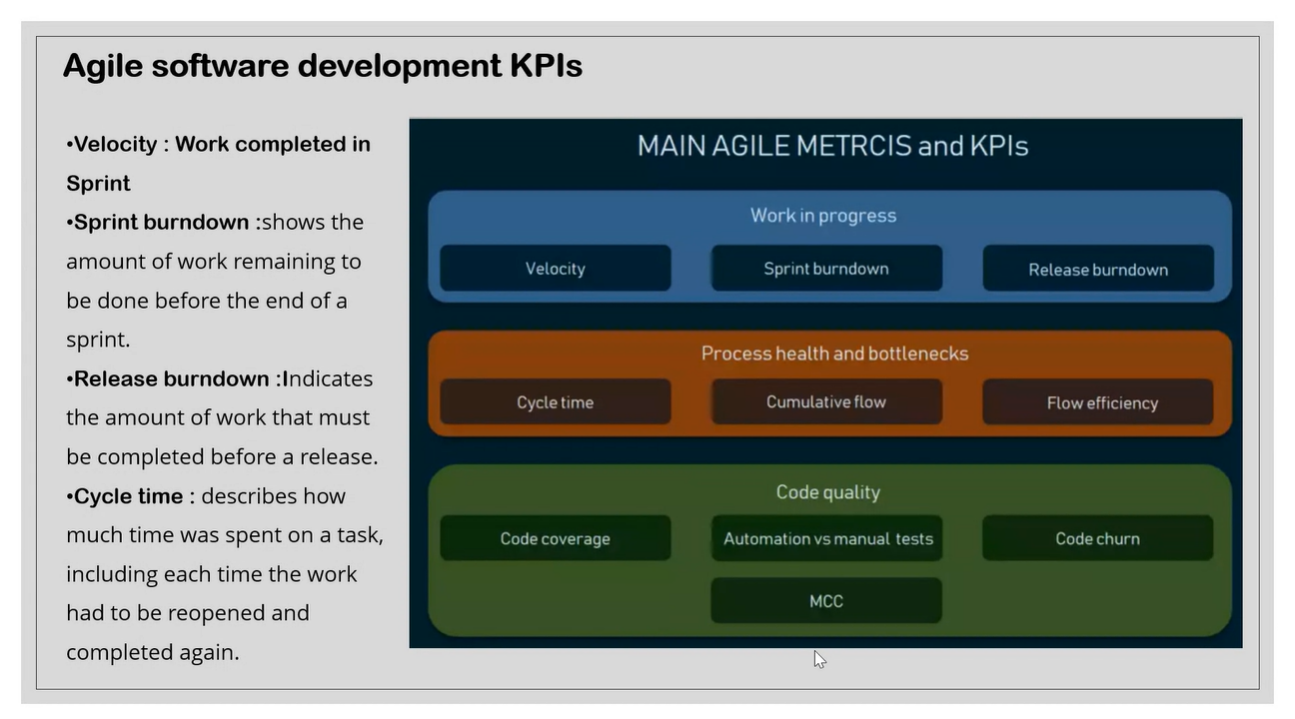 Agile software development KPIs
•Velocity : Work completed in
Sprint
•Sprint burndown :shows the
amount of work remaining to
be done before the end of a
sprint.
•Release burndown :Indicates
the amount of work that must
be completed before a release.
•Cycle time : describes how
much time was spent on a task,
including each time the work
had to be reopened and
completed again.
MAIN AGILE METRCIS and KPIs
Work in progress
Velocity
Sprint burndown
Release burndown
Process health and bottlenecks
Cycle time
Cumulative flow
Flow efficiency
Code quality
Code coverage
Automation vs manual tests
Code churn
MCC